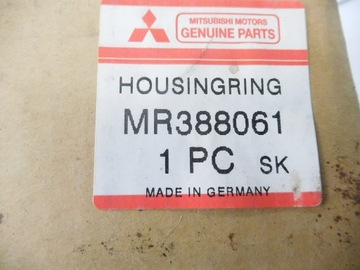 MITSUBISHI MOTORS
GENUINE PARTS
HOUSINGRING
MR388061
1 PC SK
MADE IN GERMANY